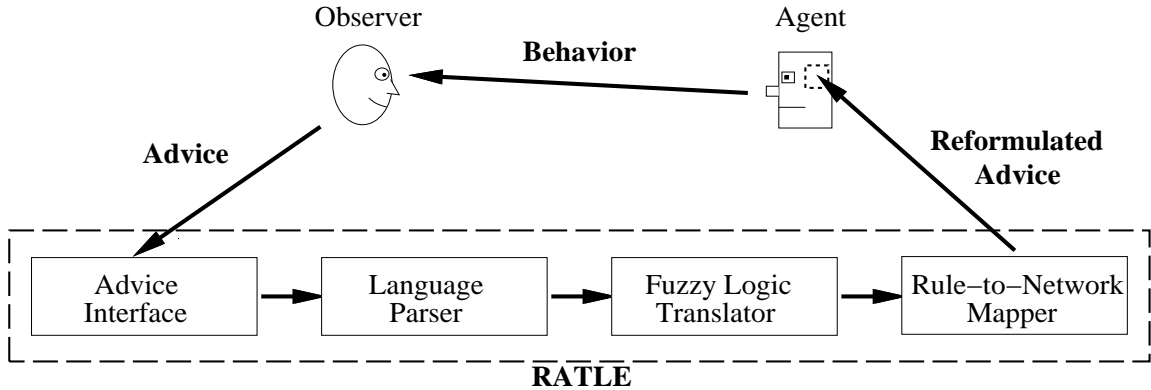 Observer
Agent
Behavior
Advice
Reformulated
Advice
Advice
Interface
Language
Parser
Fuzzy Logic
Translator
Rule−to−Network
Mapper
RATLE